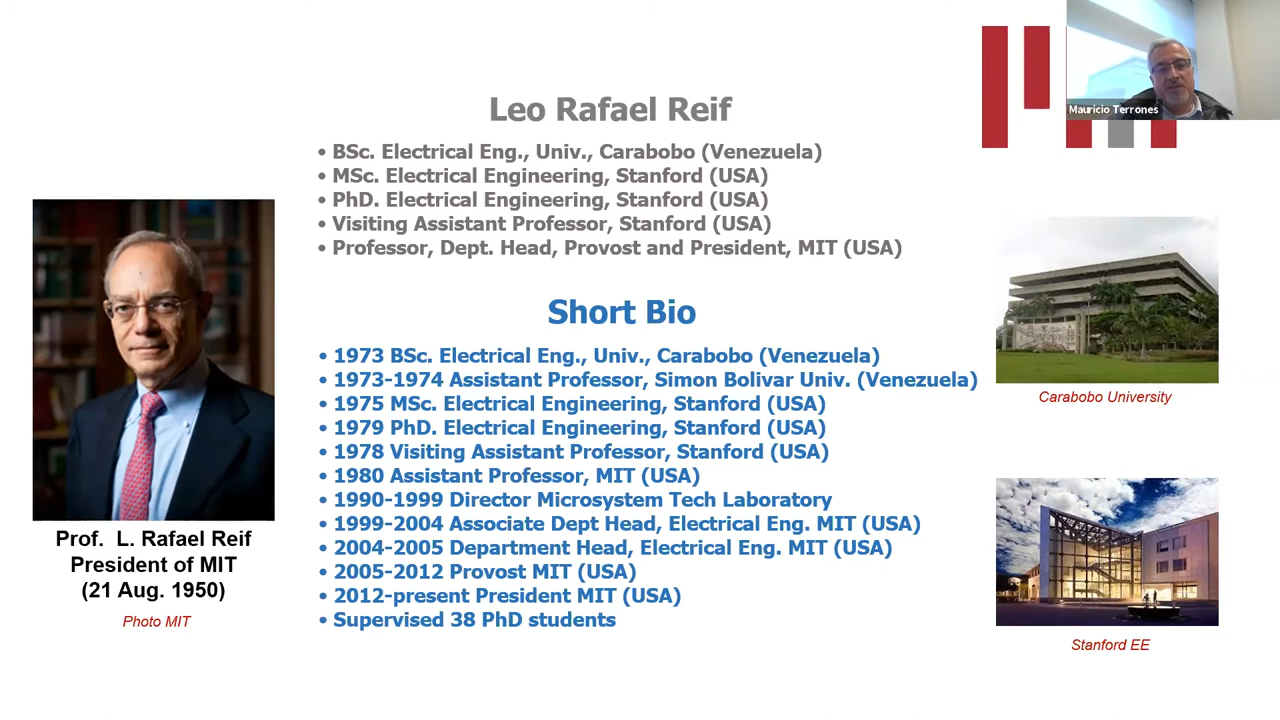 Mauricio Terrones
Leo Rafael Reif
• BSc. Electrical Eng., Univ., Carabobo (Venezuela)
• MSc. Electrical Engineering, Stanford (USA)
• PhD. Electrical Engineering, Stanford (USA)
• Visiting Assistant Professor, Stanford (USA)
• Professor, Dept. Head, Provost and President, MIT (USA)
Short Bio
• 1973 BSc. Electrical Eng., Univ., Carabobo (Venezuela)
• 1973-1974 Assistant Professor, Simon Bolivar Univ. (Venezuela)
• 1975 MSc. Electrical Engineering, Stanford (USA)
• 1979 PhD. Electrical Engineering, Stanford (USA)
• 1978 Visiting Assistant Professor, Stanford (USA)
• 1980 Assistant Professor, MIT (USA)
• 1990-1999 Director Microsystem Tech Laboratory
• 1999-2004 Associate Dept Head, Electrical Eng. MIT (USA)
• 2004-2005 Department Head, Electrical Eng. MIT (USA)
• 2005-2012 Provost MIT (USA)
• 2012-present President MIT (USA)
• Supervised 38 PhD students
Prof. L. Rafael Reif
President of MIT
(21 Aug. 1950)
Photo MIT
Carabobo University
Stanford EE